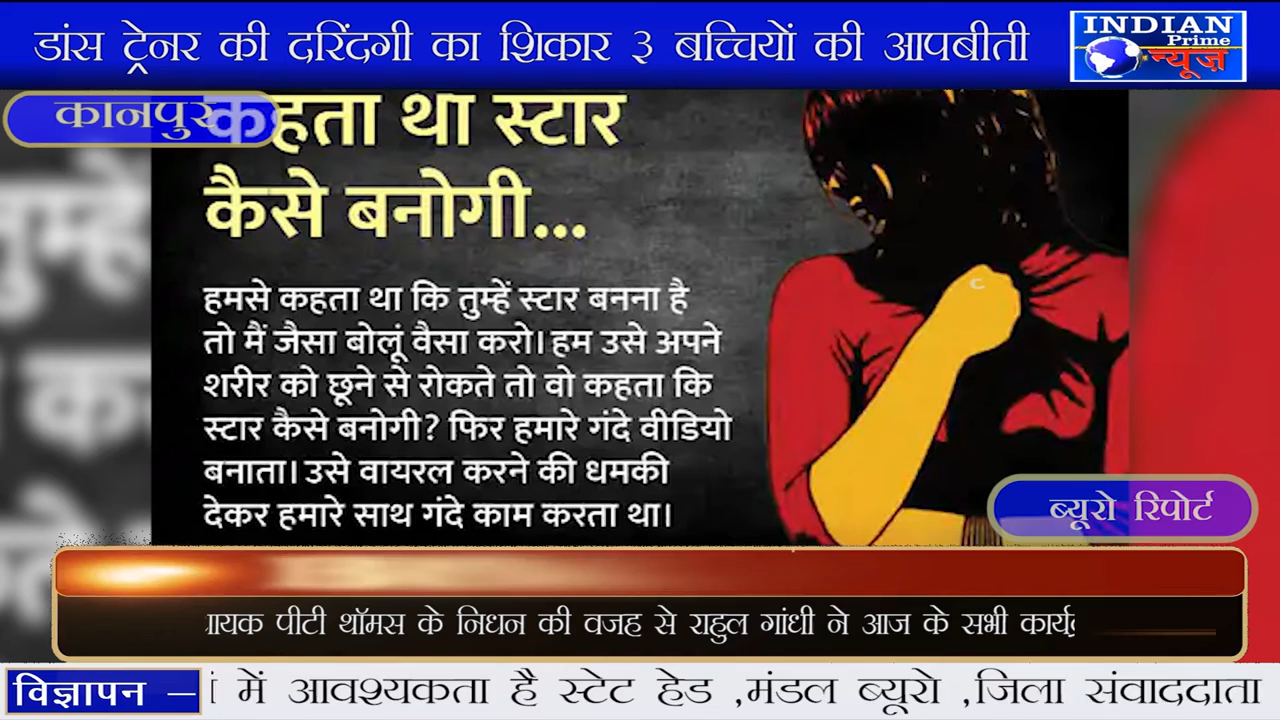 डांस ट्रेनर की दरिंदगी का शिकार ३ बच्चियों की आपबीती
INDIAN
Prime
न्यूज़
कानपुर
कहता था स्टार
कैसे बनोगी...
हमसे कहता था कि तुम्हें स्टार बनना है
तो मैं जैसा बोलूं वैसा करो। हम उसे अपने
शरीर को छूने से रोकते तो वो कहता कि
स्टार कैसे बनोगी? फिर हमारे गंदे वीडियो
बनाता। उसे वायरल करने की धमकी
देकर हमारे साथ गंदे काम करता था।
ब्यूरो रिपोर्ट
पीटी थॉमस के निधन की वजह से राहुल गांधी ने आज के सभी
विज्ञापन – में आवश्यकता है स्टेट हेड ,मंडल ब्यूरो ,जिला संवाददाता